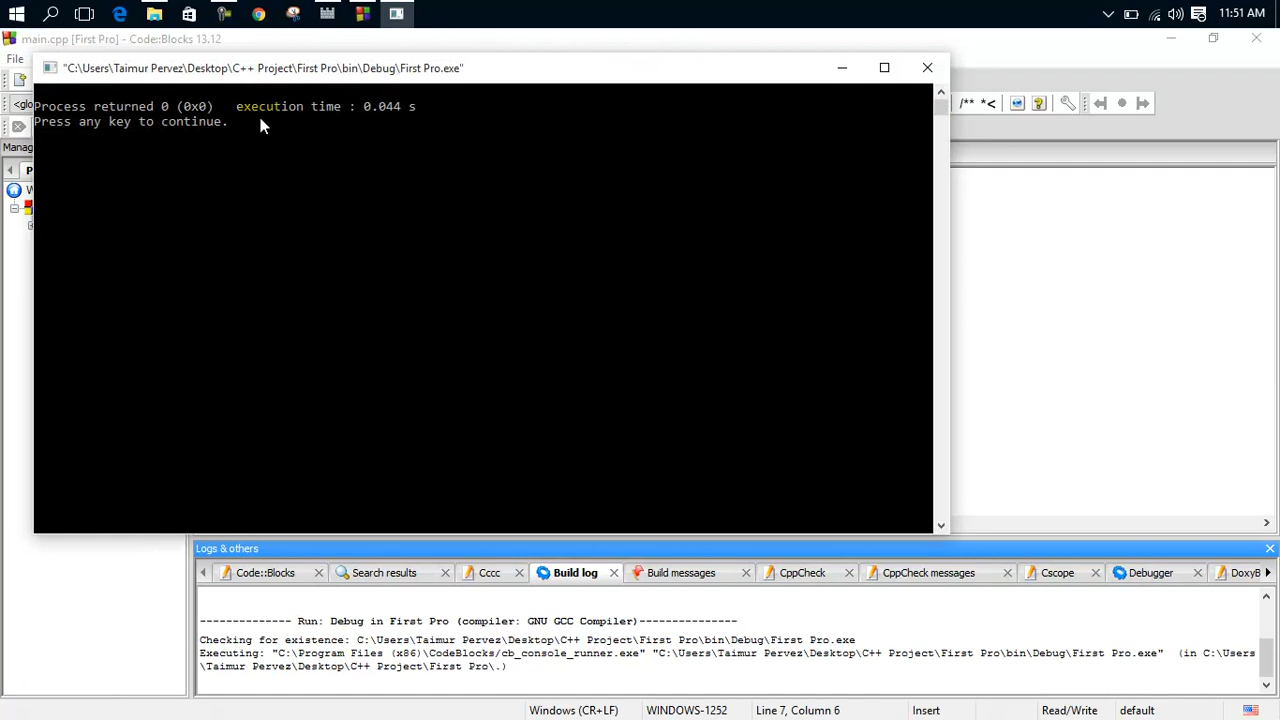 11:51 AM
main.cpp [First Pro] - Code::Blocks 13.12
File
"C:\Users\Taimur Pervez\Desktop\C++ Project\First Pro\bin\Debug\First Pro.exe"
Process returned 0 (0x0)   execution time : 0.044 s
Press any key to continue.
<glo
/** *<
Manag
P
W
Logs & others
Code::Blocks
Search results
Cccc
Build log
Build messages
CppCheck
CppCheck messages
Cscope
Debugger
DoxyB
-------------- Run: Debug in First Pro (compiler: GNU GCC Compiler)---------------
Checking for existence: C:\Users\Taimur Pervez\Desktop\C++ Project\First Pro\bin\Debug\First Pro.exe
Executing: "C:\Program Files (x86)\CodeBlocks/cb_console_runner.exe" "C:\Users\Taimur Pervez\Desktop\C++ Project\First Pro\bin\Debug\First Pro.exe"  (in C:\Users
\Taimur Pervez\Desktop\C++ Project\First Pro\.)
Windows (CR+LF)
WINDOWS-1252
Line 7, Column 6
Insert
Read/Write
default